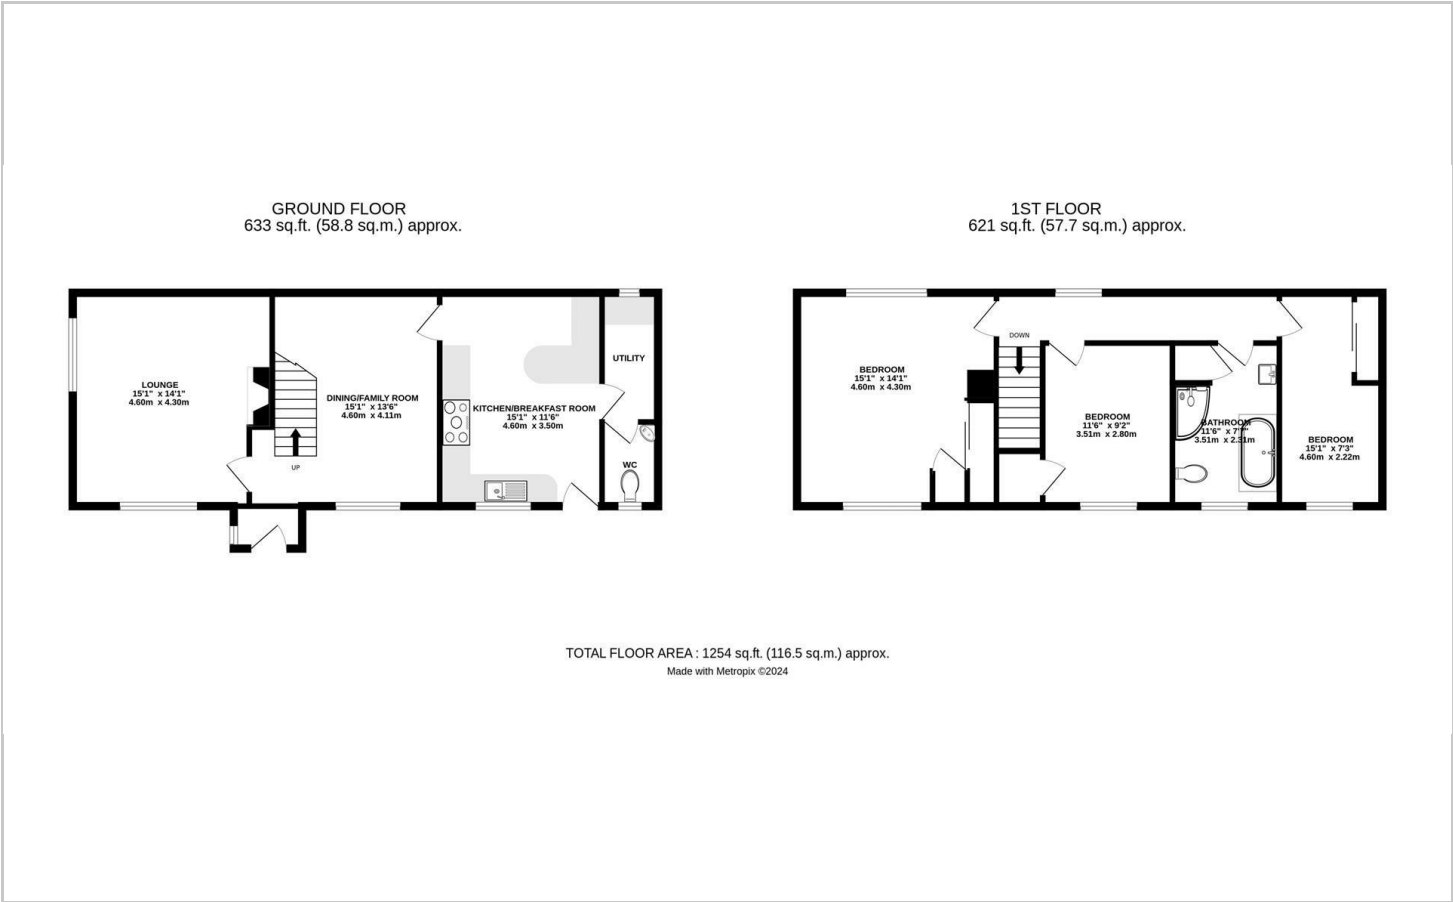 GROUND FLOOR
633 sq.ft. (58.8 sq.m.) approx.
LOUNGE
15'1" x 14'1"
4.60m x 4.30m
UP
DINING/FAMILY ROOM
15'1" x 13'6"
4.60m x 4.11m
KITCHEN/BREAKFAST ROOM
15'1" x 11'6"
4.60m x 3.50m
UTILITY
WC
1ST FLOOR
621 sq.ft. (57.7 sq.m.) approx.
BEDROOM
15'1" x 14'1"
4.60m x 4.30m
DOWN
BEDROOM
11'6" x 9'2"
3.51m x 2.80m
BATHROOM
11'6" x 7'7"
3.51m x 2.31m
BEDROOM
15'1" x 7'3"
4.60m x 2.22m
TOTAL FLOOR AREA : 1254 sq.ft. (116.5 sq.m.) approx.
Made with Metropix ©2024